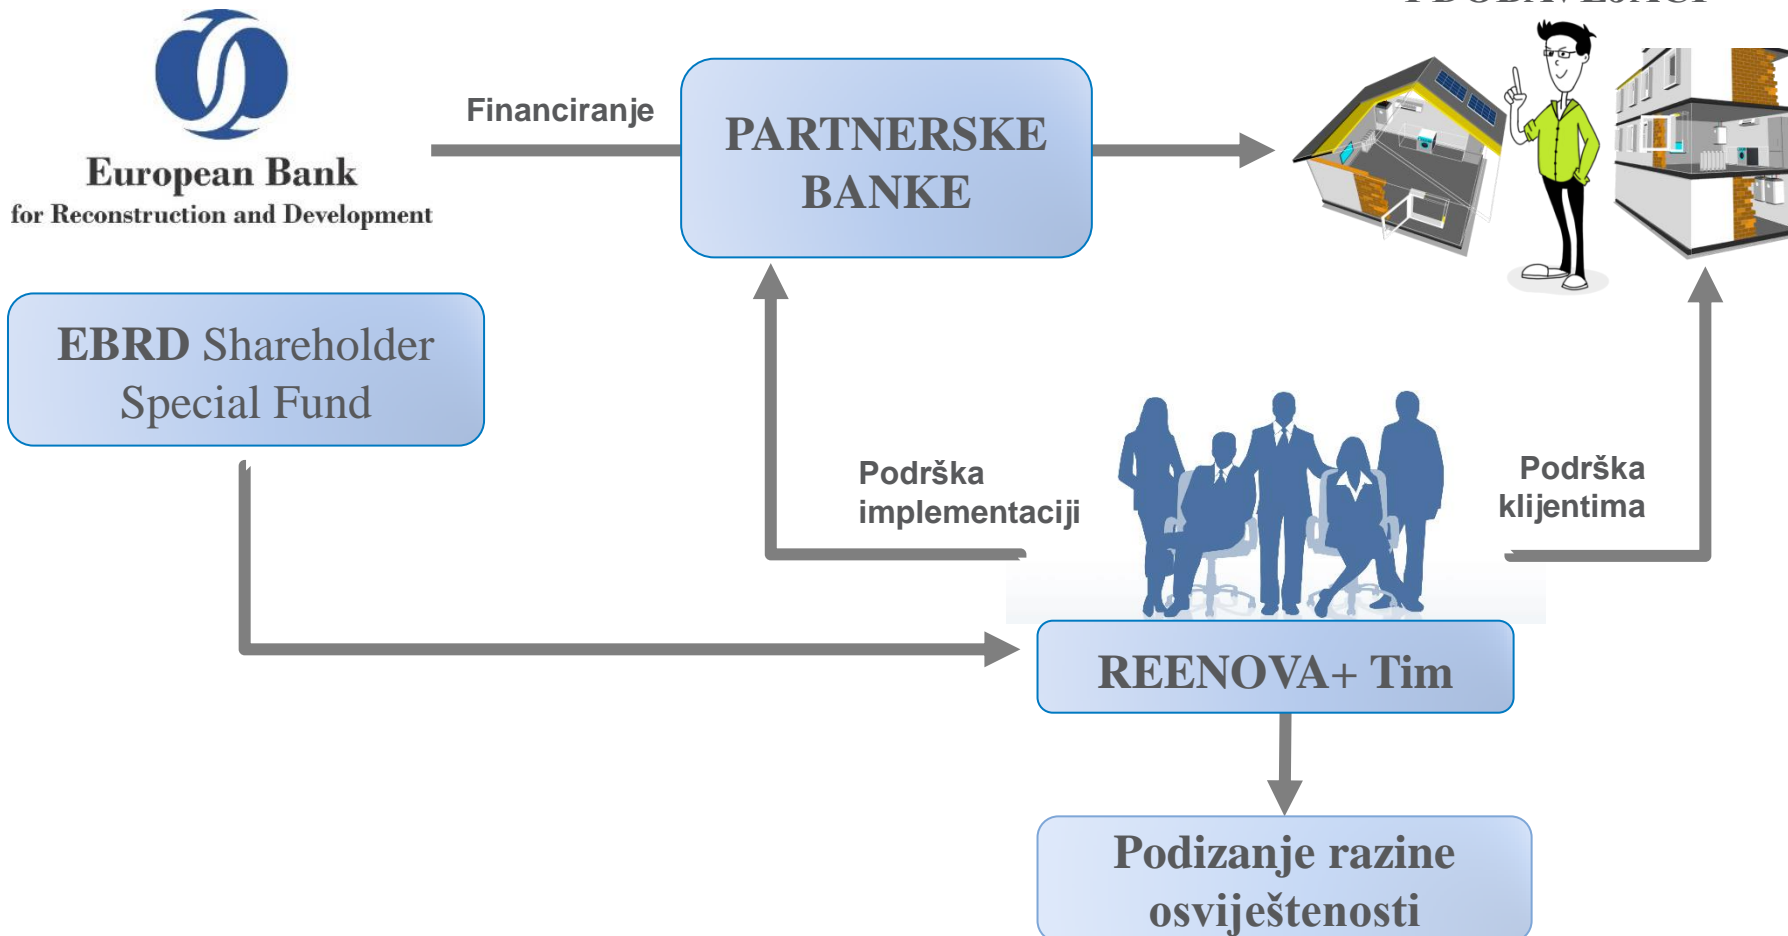 European Bank
for Reconstruction and Development
Financiranje
PARTNERSKE
BANKE
EBRD Shareholder
Special Fund
Podrška
implementaciji
Podrška
klijentima
REENOVA+ Tim
Podizanje razine
osviještenosti